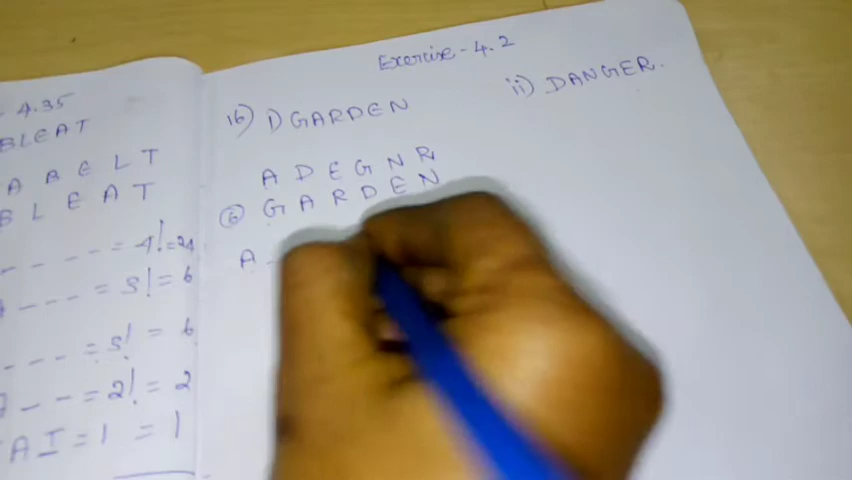 4.35
BLEAT
A B E L T
B L E A T
_ _ _ _ = 4! = 24
_ _ _ = 3! = 6
_ _ _ = 3! = 6
_ _ = 2! = 2
A I = 1 = 1
Exercise - 4.2
16) D GARDEN
ii) DANGER.
A D E G N R
6 G A R D E N
A -